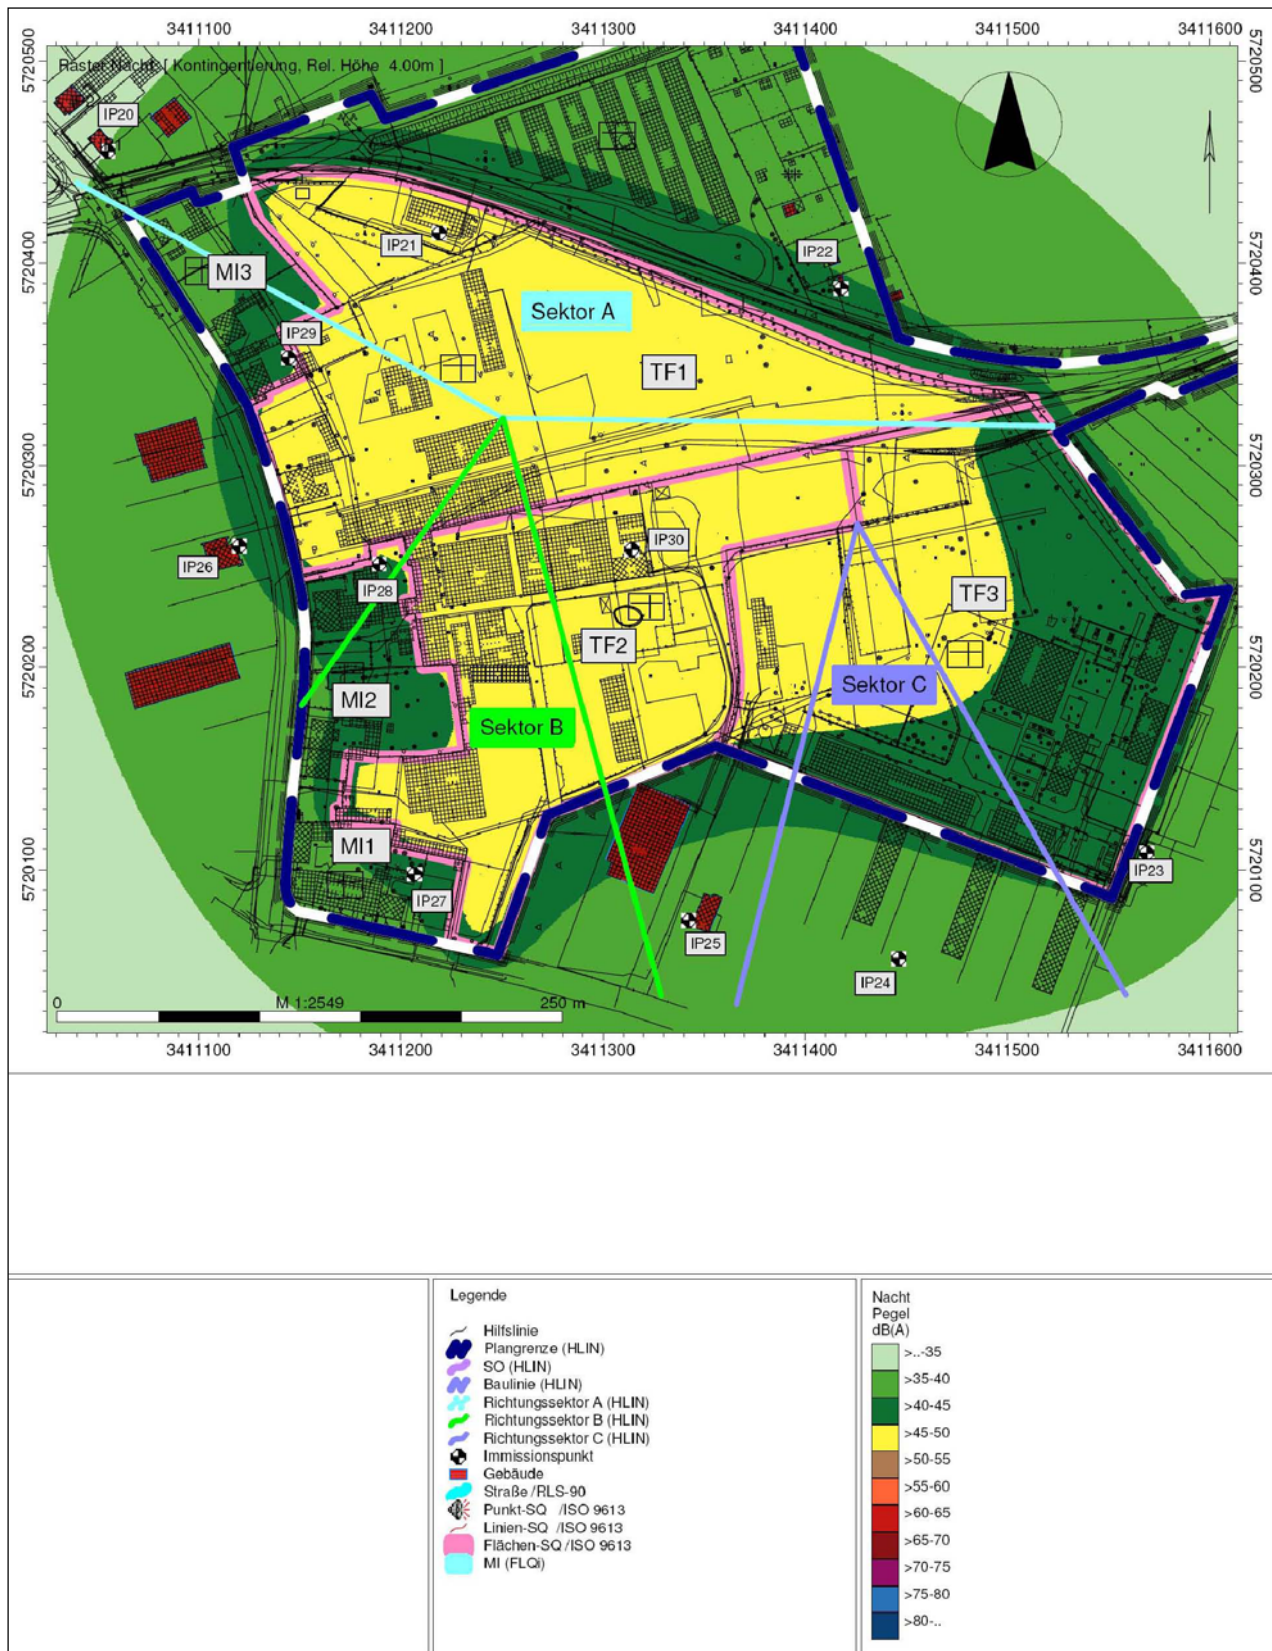 3411100 3411200 3411300 3411400 3411500 3411600
5720500
5720500
Raster Nacht [ Kontingentierung, Rel. Höhe 4.00m ]
IP20
IP21
IP22
5720400
5720400
MI3
Sektor A
IP29
TF1
5720300
5720300
IP26
IP30
IP28
TF3
TF2
5720200
5720200
Sektor C
MI2
Sektor B
MI1
5720100
5720100
IP23
IP27
IP25
IP24
0 M 1:2549 250 m
3411100 3411200 3411300 3411400 3411500 3411600
Legende
Hilfslinie
Plangrenze (HLIN)
SO (HLIN)
Baulinie (HLIN)
Richtungssektor A (HLIN)
Richtungssektor B (HLIN)
Richtungssektor C (HLIN)
Immissionspunkt
Gebäude
Straße /RLS-90
Punkt-SQ /ISO 9613
Linien-SQ /ISO 9613
Flächen-SQ /ISO 9613
MI (FLQi)
Nacht
Pegel
dB(A)
>..-35
>35-40
>40-45
>45-50
>50-55
>55-60
>60-65
>65-70
>70-75
>75-80
>80-..